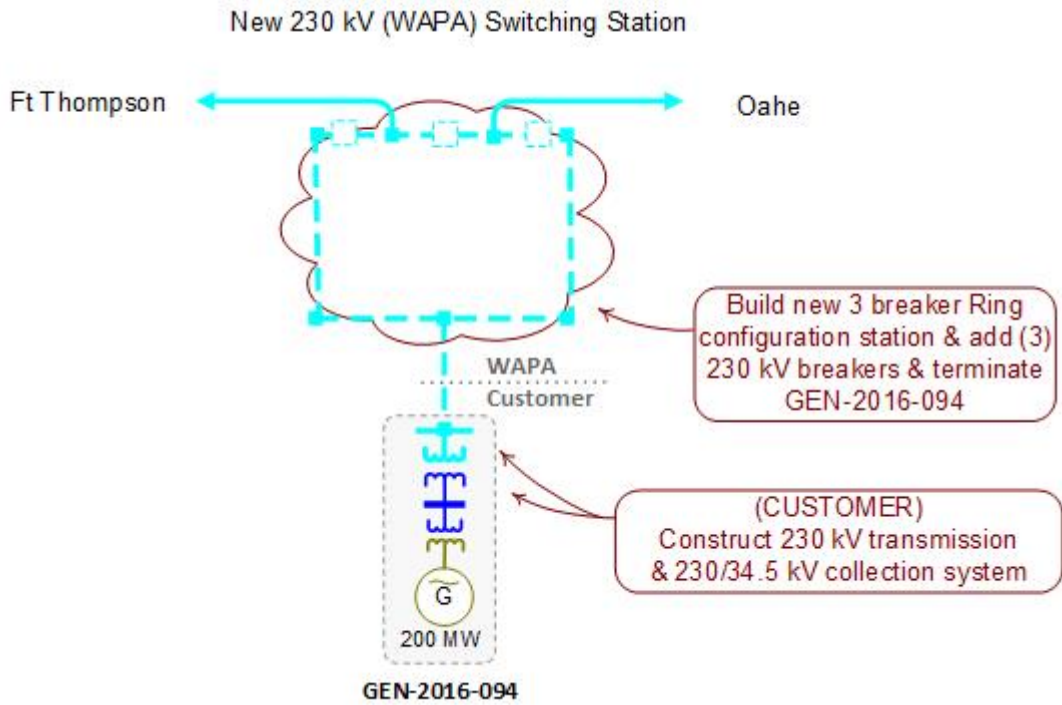 New 230 kV (WAPA) Switching Station
Ft Thompson
Oahe
Build new 3 breaker Ring
configuration station & add (3)
230 kV breakers & terminate
GEN-2016-094
WAPA
Customer
(CUSTOMER)
Construct 230 kV transmission
& 230/34.5 kV collection system
G
200 MW
GEN-2016-094